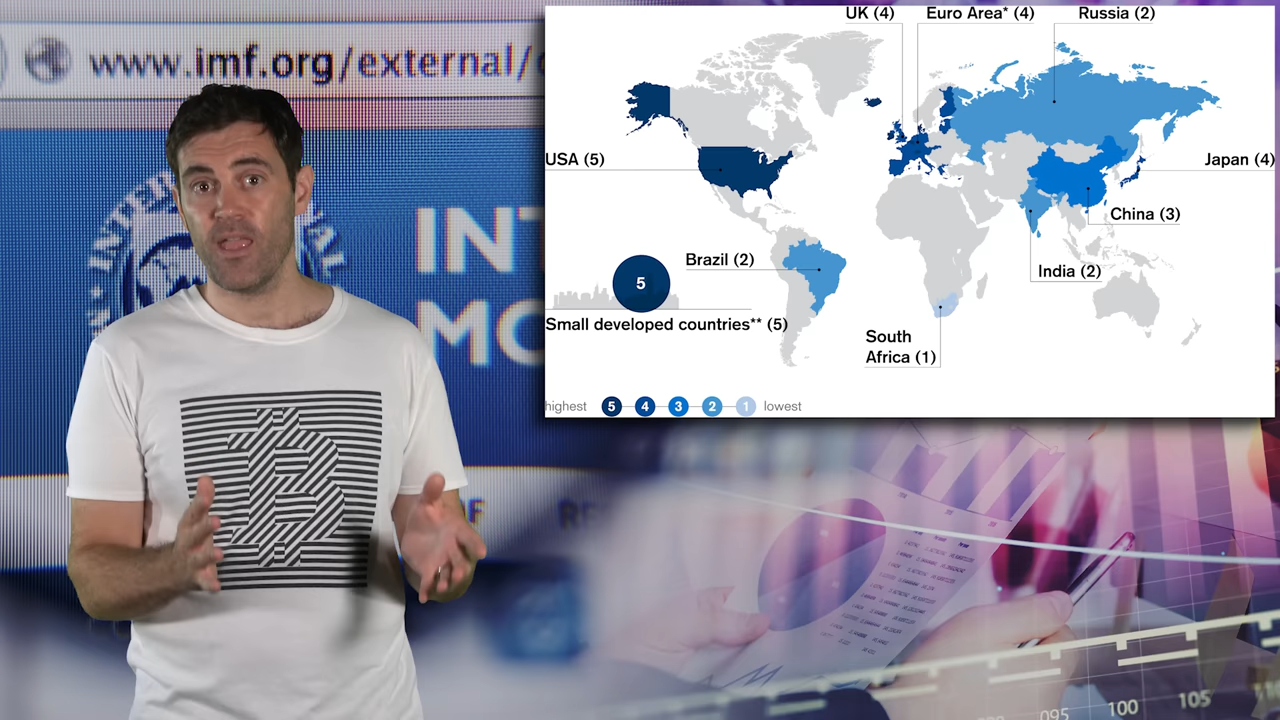 www.imf.org/external/
INT
MO
UK (4)
Euro Area* (4)
Russia (2)
USA (5)
Japan (4)
China (3)
Brazil (2)
India (2)
5
Small developed countries** (5)
South
Africa (1)
highest 5 4 3 2 1 lowest
095 100 105